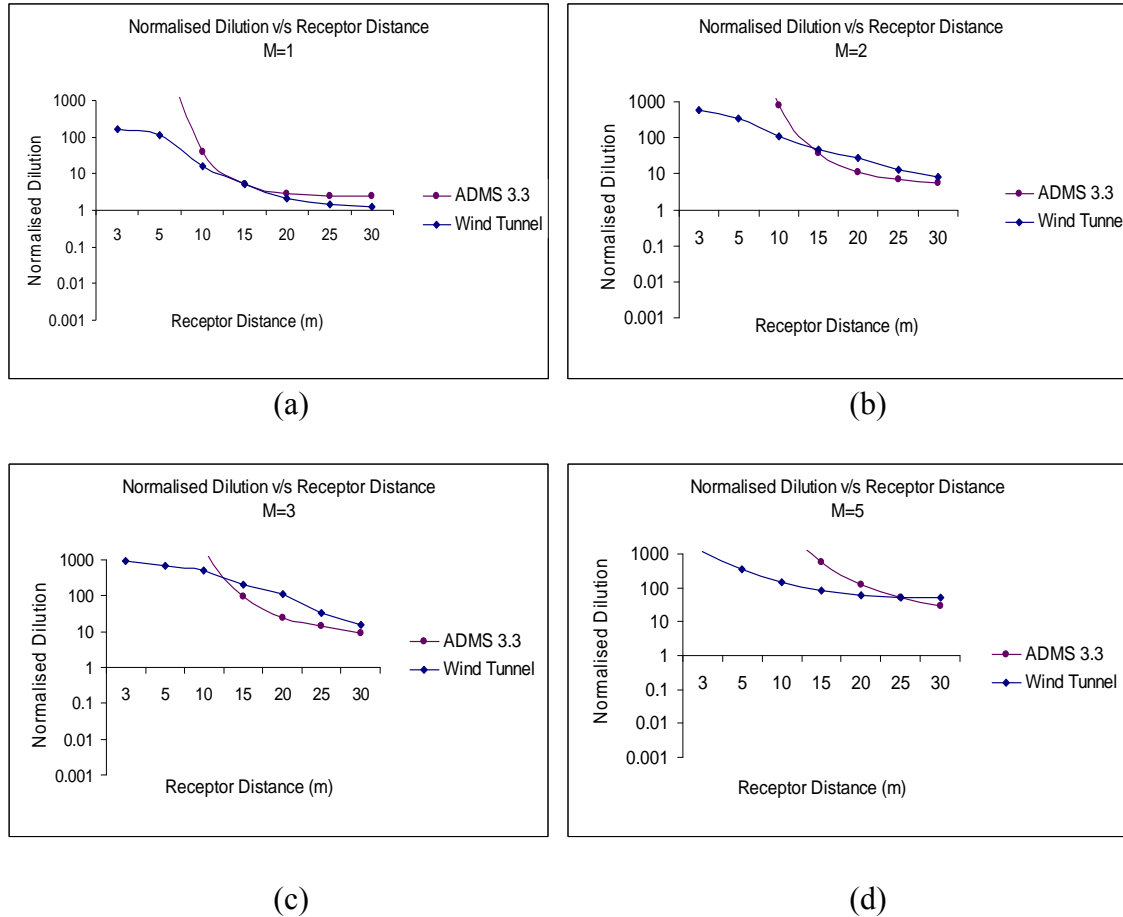 Normalised Dilution v/s Receptor Distance
M=1
Normalised Dilution
1000
100
10
1
0.1
0.01
0.001
3 5 10 15 20 25 30
Receptor Distance (m)
ADMS 3.3
Wind Tunnel
(a)
Normalised Dilution v/s Receptor Distance
M=2
Normalised Dilution
1000
100
10
1
0.1
0.01
0.001
3 5 10 15 20 25 30
Receptor Distance (m)
ADMS 3.3
Wind Tunnel
(b)
Normalised Dilution v/s Receptor Distance
M=3
Normalised Dilution
1000
100
10
1
0.1
0.01
0.001
3 5 10 15 20 25 30
Receptor Distance (m)
ADMS 3.3
Wind Tunnel
(c)
Normalised Dilution v/s Receptor Distance
M=5
Normalised Dilution
1000
100
10
1
0.1
0.01
0.001
3 5 10 15 20 25 30
Receptor Distance (m)
ADMS 3.3
Wind Tunnel
(d)